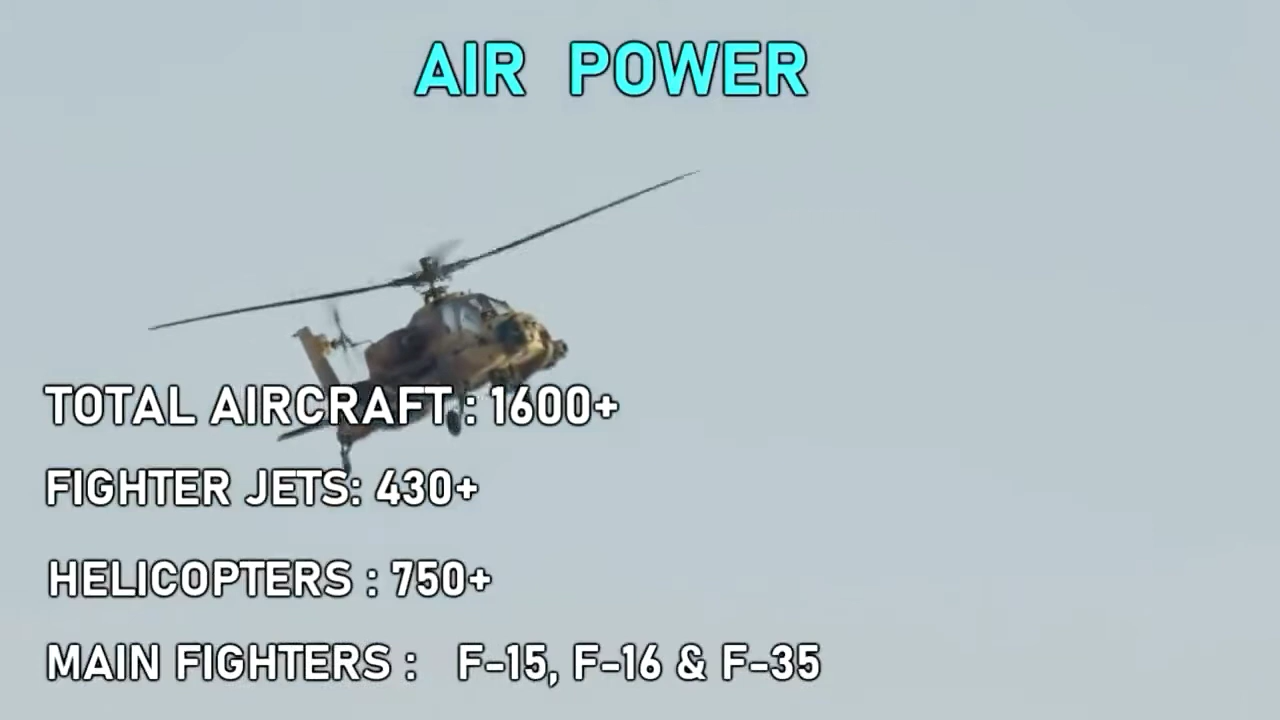 AIR POWER
TOTAL AIRCRAFT : 1600+
FIGHTER JETS: 430+
HELICOPTERS : 750+
MAIN FIGHTERS : F-15, F-16 & F-35